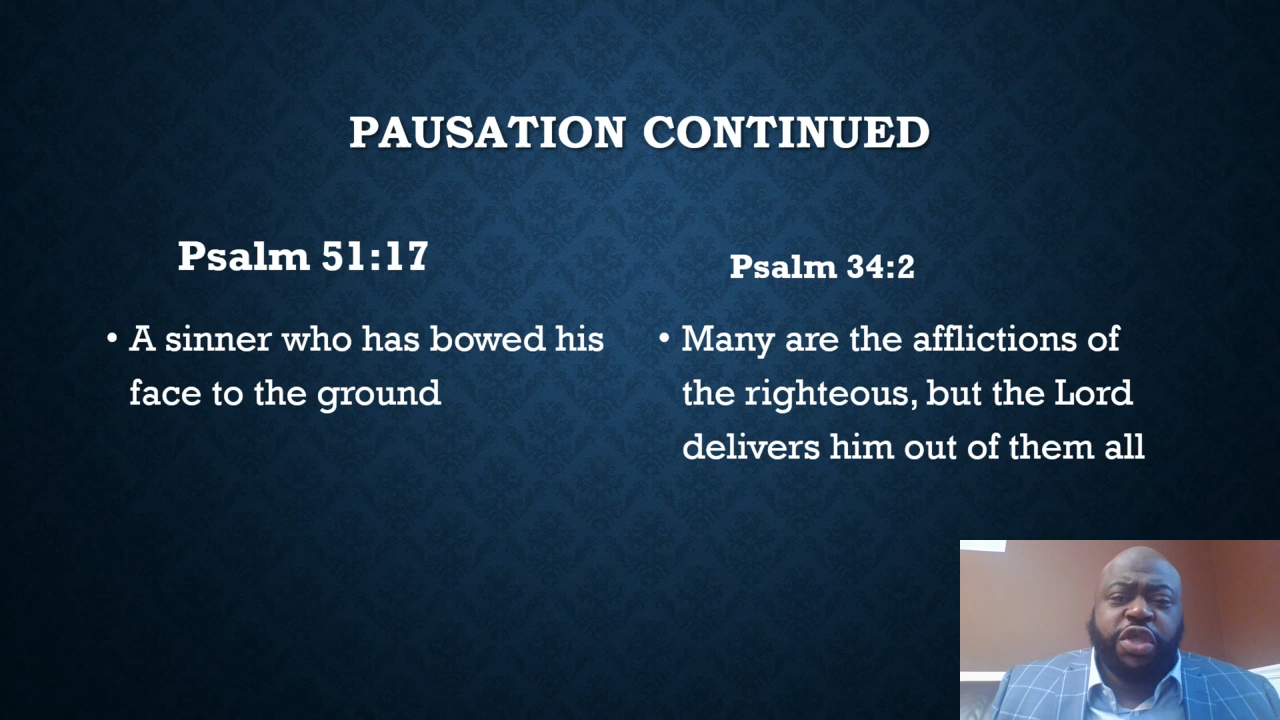 PAUSATION CONTINUED
Psalm 51:17
• A sinner who has bowed his
face to the ground
Psalm 34:2
• Many are the afflictions of
the righteous, but the Lord
delivers him out of them all